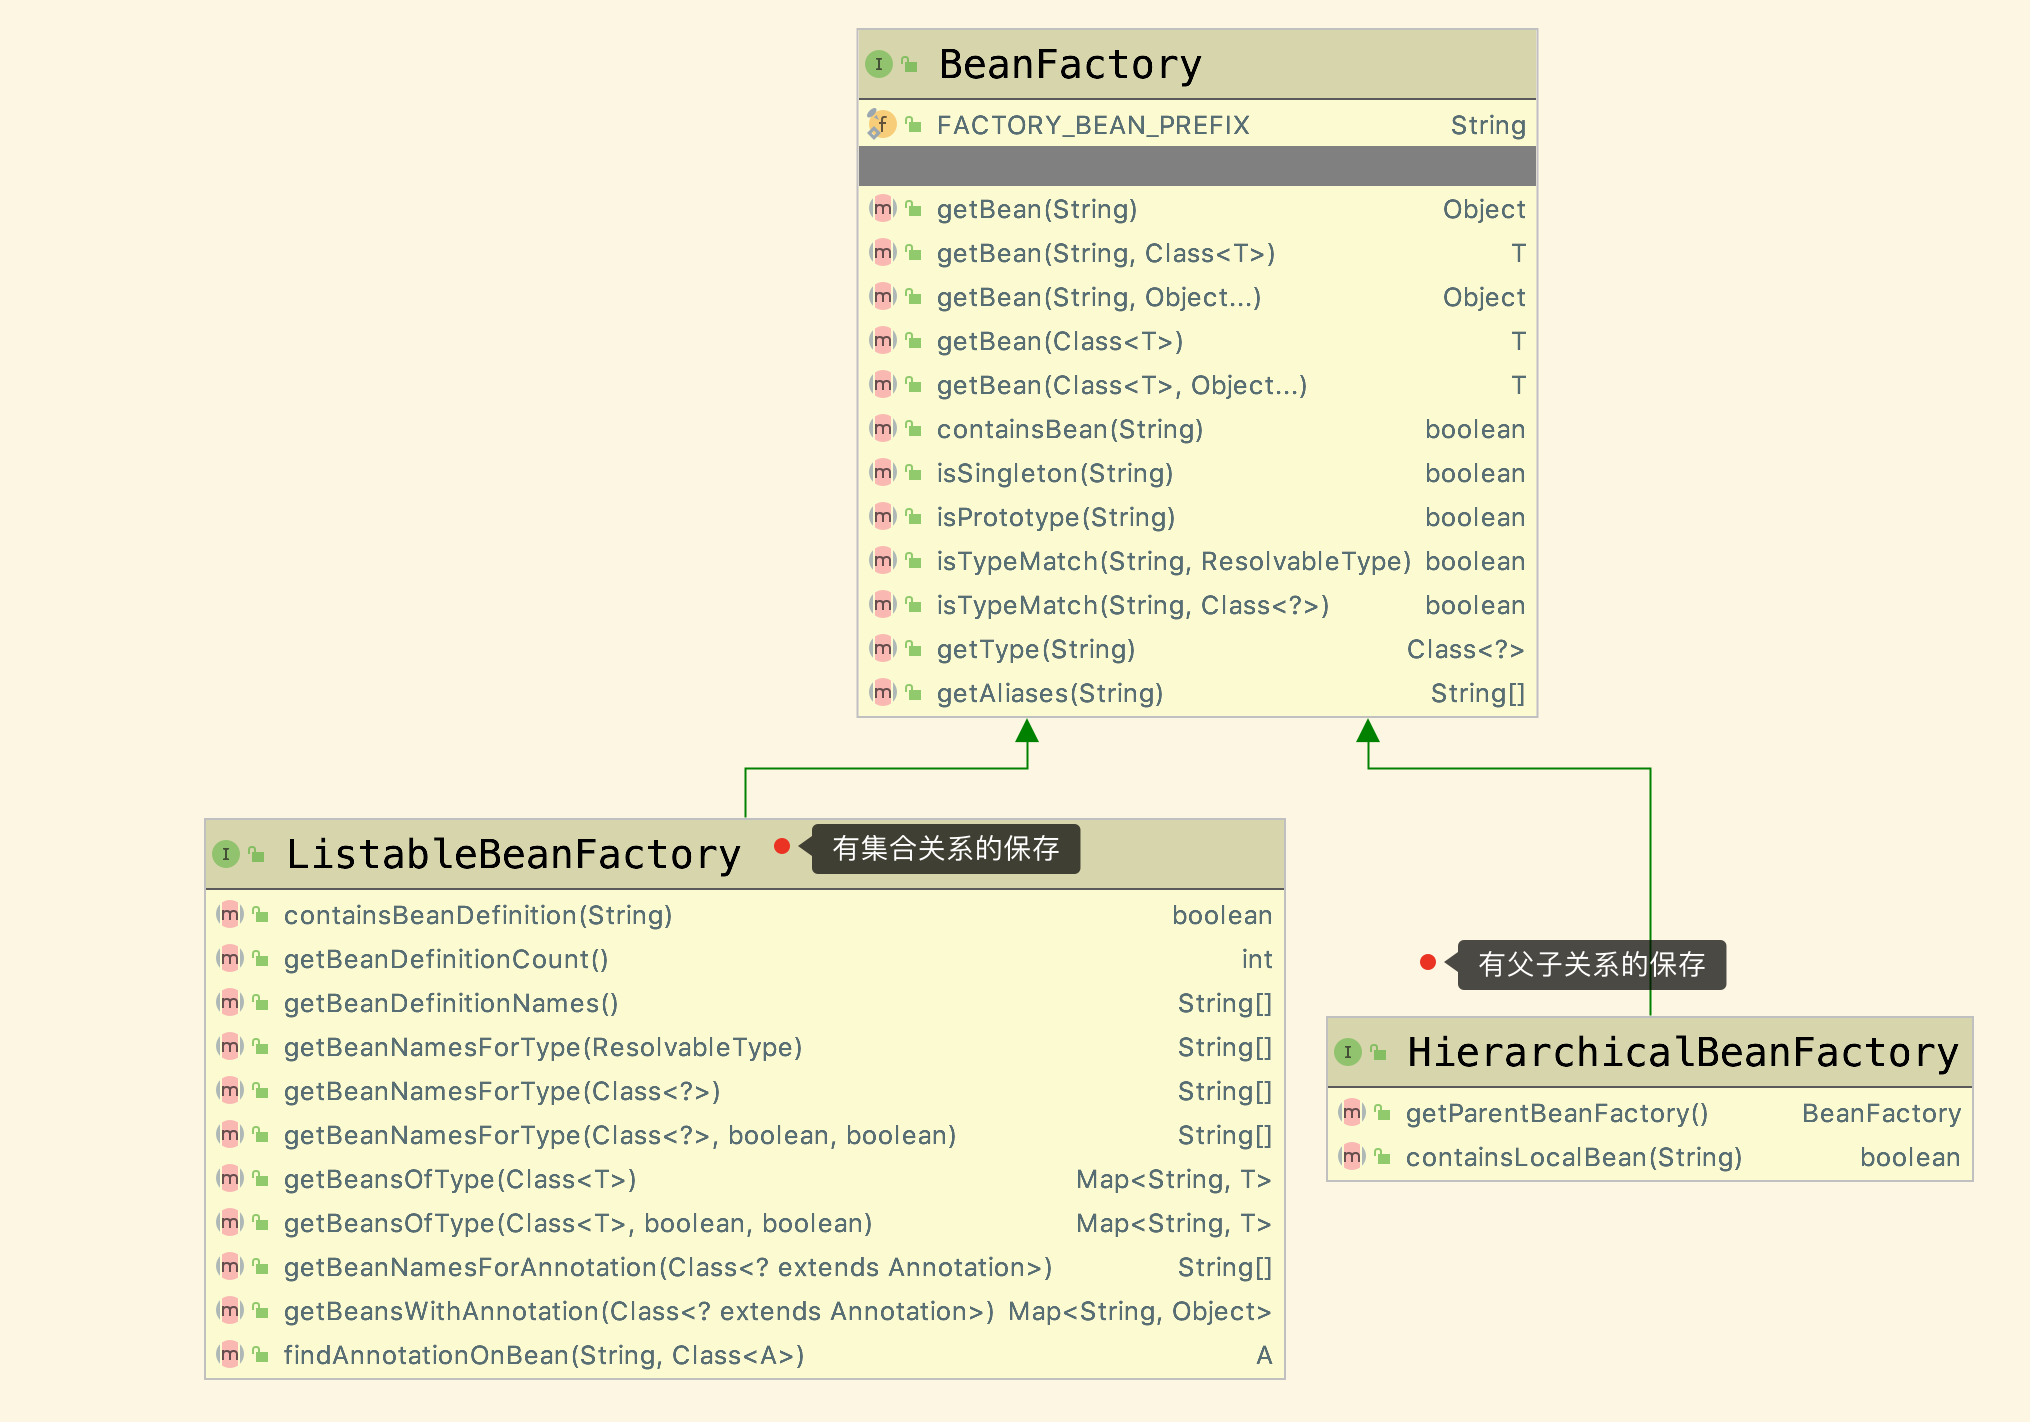 BeanFactory
FACTORY_BEAN_PREFIX String
getBean(String) Object
getBean(String, Class<T>) T
getBean(String, Object...) Object
getBean(Class<T>) T
getBean(Class<T>, Object...) T
containsBean(String) boolean
isSingleton(String) boolean
isPrototype(String) boolean
isTypeMatch(String, ResolvableType) boolean
isTypeMatch(String, Class<?>) boolean
getType(String) Class<?>
getAliases(String) String[]
ListableBeanFactory 有集合关系的保存
containsBeanDefinition(String) boolean
getBeanDefinitionCount() int
getBeanDefinitionNames() String[]
getBeanNamesForType(ResolvableType) String[]
getBeanNamesForType(Class<?>) String[]
getBeanNamesForType(Class<?>, boolean, boolean) String[]
getBeansOfType(Class<T>) Map<String, T>
getBeansOfType(Class<T>, boolean, boolean) Map<String, T>
getBeanNamesForAnnotation(Class<? extends Annotation>) String[]
getBeansWithAnnotation(Class<? extends Annotation>) Map<String, Object>
findAnnotationOnBean(String, Class<A>) A
有父子关系的保存
HierarchicalBeanFactory
getParentBeanFactory() BeanFactory
containsLocalBean(String) boolean